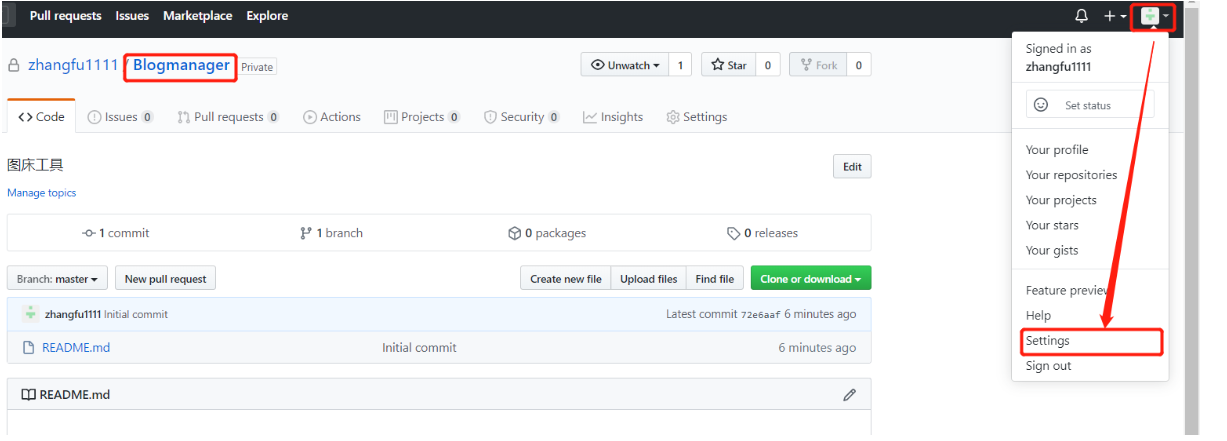 Pull requests Issues Marketplace Explore
zhangfu1111 / Blogmanager Private
Unwatch 1 Star 0 Fork 0
Code Issues 0 Pull requests 0 Actions Projects 0 Security 0 Insights Settings
图床工具
Edit
Manage topics
1 commit 1 branch 0 packages 0 releases
Branch: master New pull request Create new file Upload files Find file Clone or download
zhangfu1111 Initial commit Latest commit 72e6aaf 6 minutes ago
README.md Initial commit 6 minutes ago
README.md
Signed in as
zhangfu1111
Set status
Your profile
Your repositories
Your projects
Your stars
Your gists
Feature preview
Help
Settings
Sign out